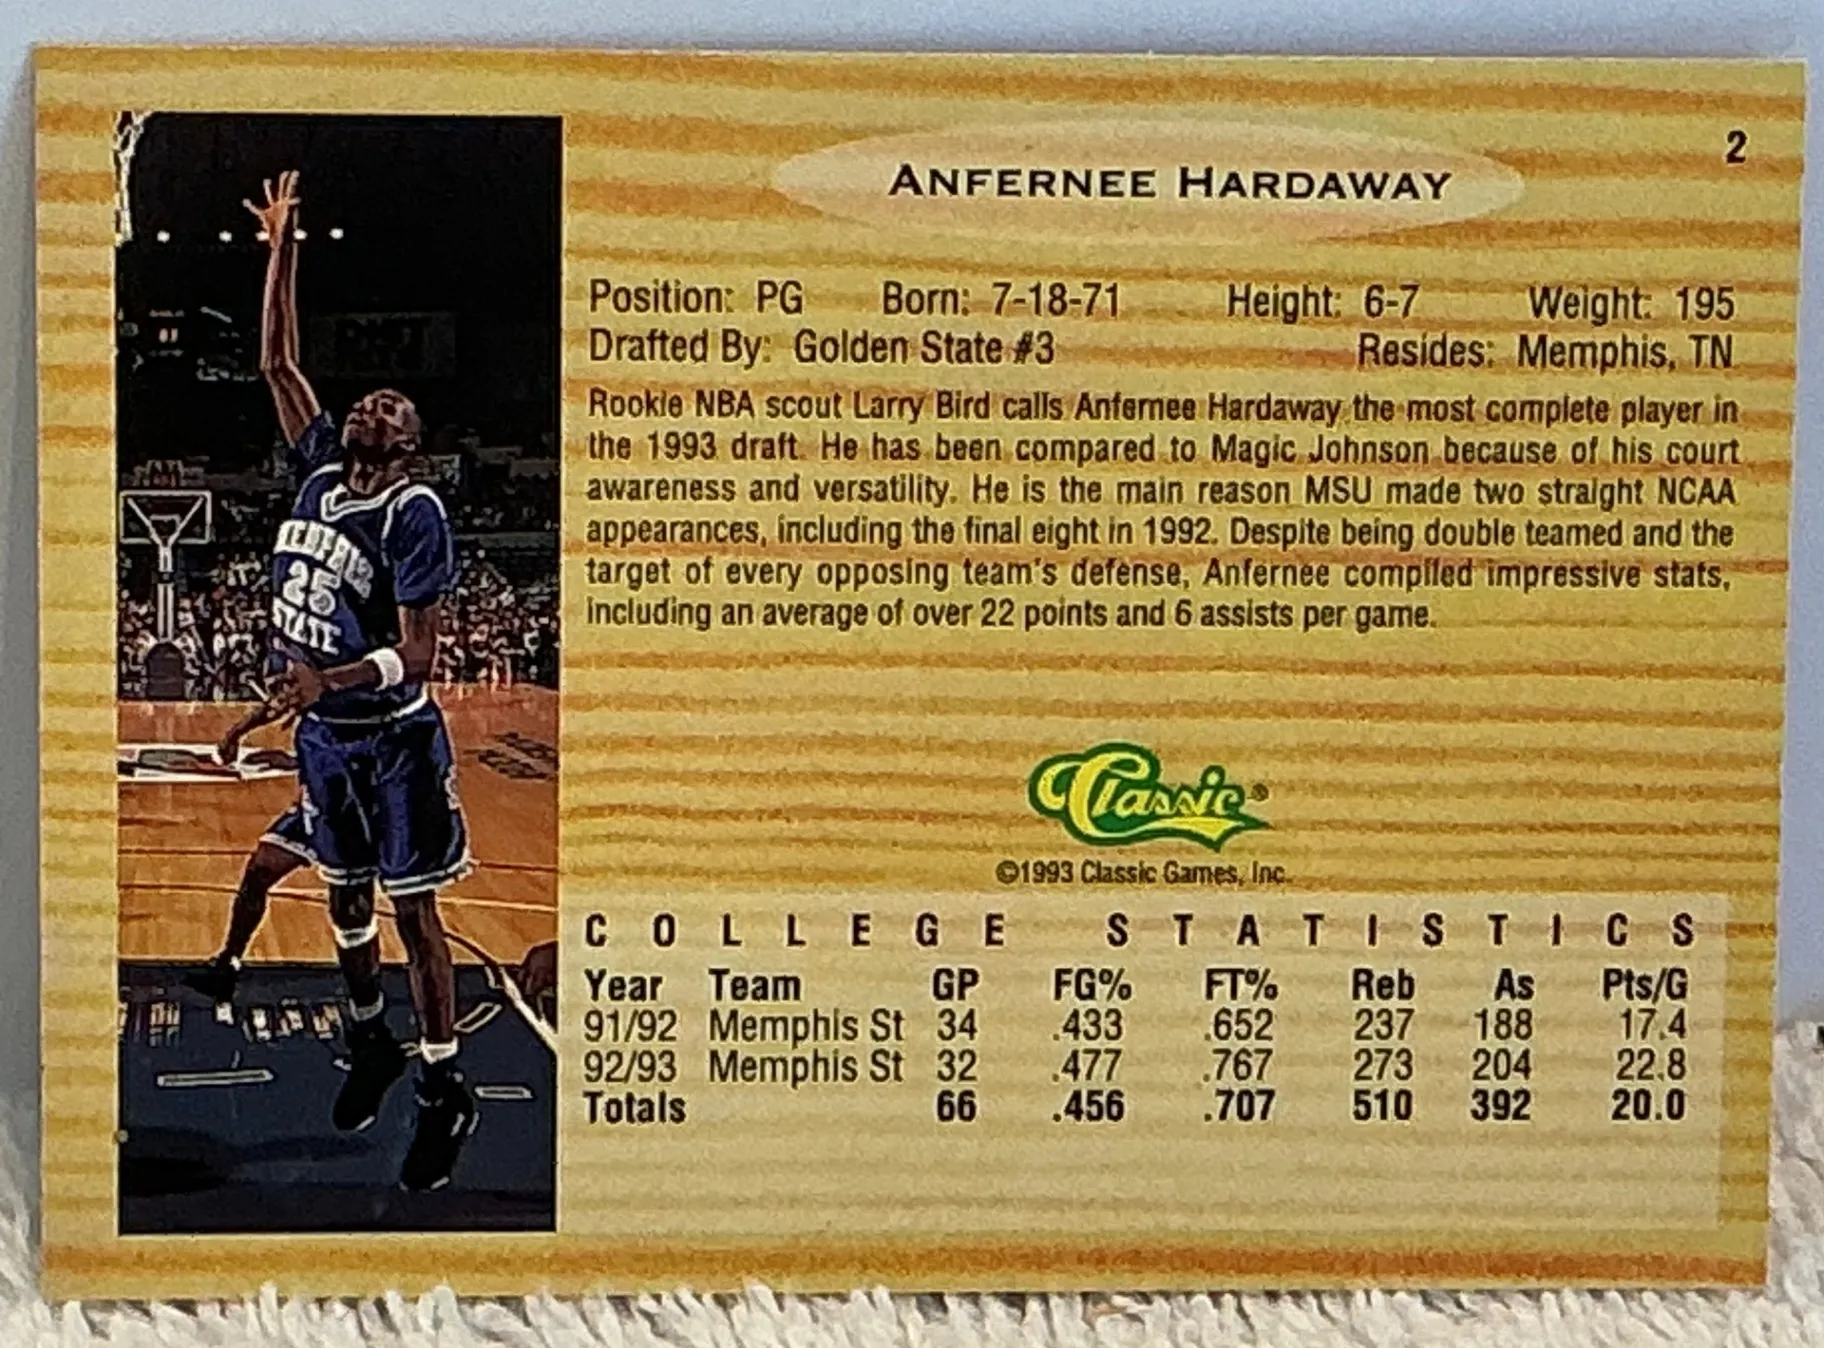 2
ANFERNEE HARDAWAY
Position: PG Born: 7-18-71 Height: 6-7 Weight: 195
Drafted By: Golden State #3 Resides: Memphis, TN
Rookie NBA scout Larry Bird calls Anfernee Hardaway the most complete player in
the 1993 draft. He has been compared to Magic Johnson because of his court
awareness and versatility. He is the main reason MSU made two straight NCAA
appearances, including the final eight in 1992. Despite being double teamed and the
target of every opposing team's defense, Anfernee compiled impressive stats,
including an average of over 22 points and 6 assists per game.
25
STATE
Classic®
©1993 Classic Games, Inc.
COLLEGE STATISTICS
Year Team GP FG% FT% Reb As Pts/G
91/92 Memphis St 34 .433 .652 237 188 17.4
92/93 Memphis St 32 .477 .767 273 204 22.8
Totals 66 .456 .707 510 392 20.0